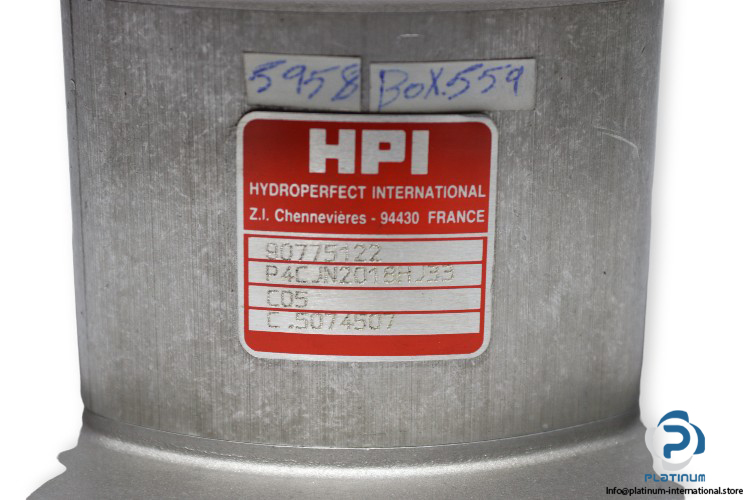 5958 BOX.559
HPI
HYDROPERFECT INTERNATIONAL
Z.I. Chennevières - 94430 FRANCE
90775122
P4CJN2018HJ33
C05
C.5074507
PLATINUM
Info@platinum-international.store